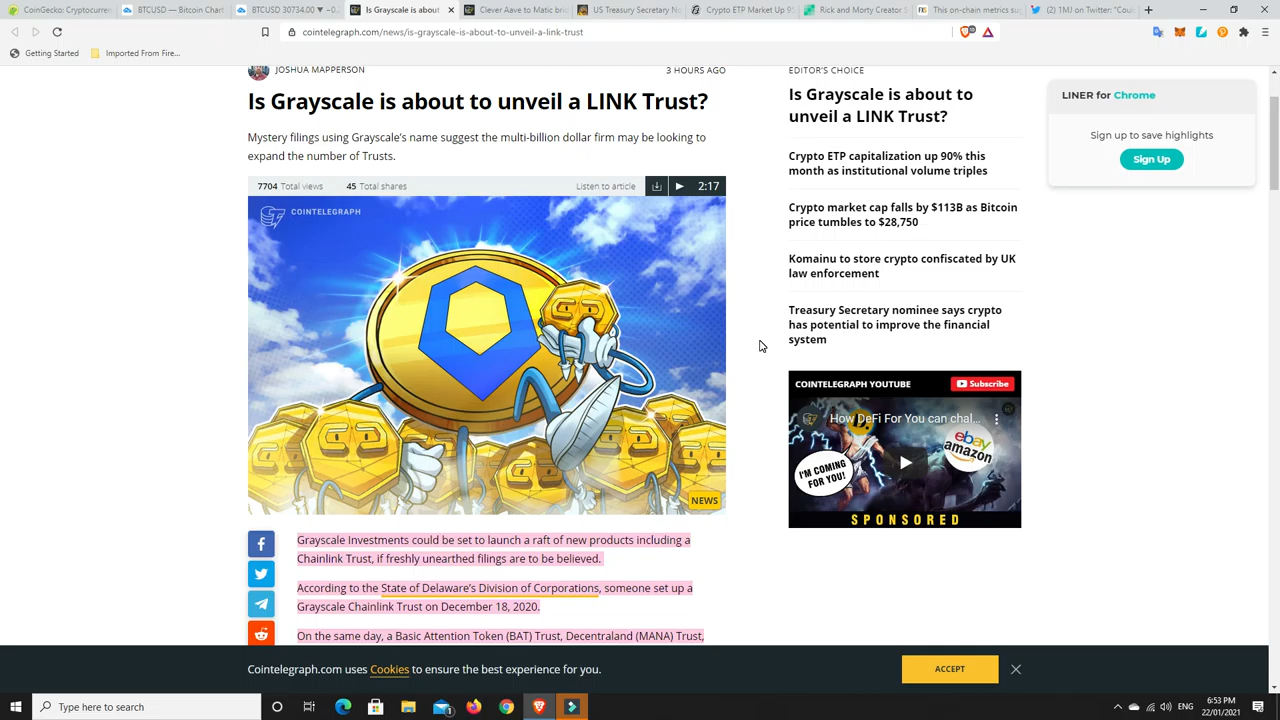 CoinGecko: Cryptocurren
BTCUSD — Bitcoin Chart
BTCUSD 30734.00 ▼ −0.
Is Grayscale is about
Clever Aave to Matic brid
US Treasury Secretary No
Crypto ETP Market Up 9
Rick and Morty Creator S
This on-chain metrics sug
(2) 1MJ on Twitter: "Coul
cointelegraph.com/news/is-grayscale-is-about-to-unveil-a-link-trust
Getting Started
Imported From Fire...
JOSHUA MAPPERSON
3 HOURS AGO
Is Grayscale is about to unveil a LINK Trust?
Mystery filings using Grayscale's name suggest the multi-billion dollar firm may be looking to
expand the number of Trusts.
7704 Total views
45 Total shares
Listen to article
2:17
COINTELEGRAPH
NEWS
Grayscale Investments could be set to launch a raft of new products including a
Chainlink Trust, if freshly unearthed filings are to be believed.
According to the State of Delaware's Division of Corporations, someone set up a
Grayscale Chainlink Trust on December 18, 2020.
On the same day, a Basic Attention Token (BAT) Trust, Decentraland (MANA) Trust,
EDITOR'S CHOICE
Is Grayscale is about to
unveil a LINK Trust?
Crypto ETP capitalization up 90% this
month as institutional volume triples
Crypto market cap falls by $113B as Bitcoin
price tumbles to $28,750
Komainu to store crypto confiscated by UK
law enforcement
Treasury Secretary nominee says crypto
has potential to improve the financial
system
COINTELEGRAPH YOUTUBE
Subscribe
How DeFi For You can chal...
I'M COMING
FOR YOU!
ebay
amazon
SPONSORED
LINER for Chrome
Sign up to save highlights
Sign Up
Cointelegraph.com uses Cookies to ensure the best experience for you.
ACCEPT
Type here to search
ENG
6:53 PM
22/01/2021